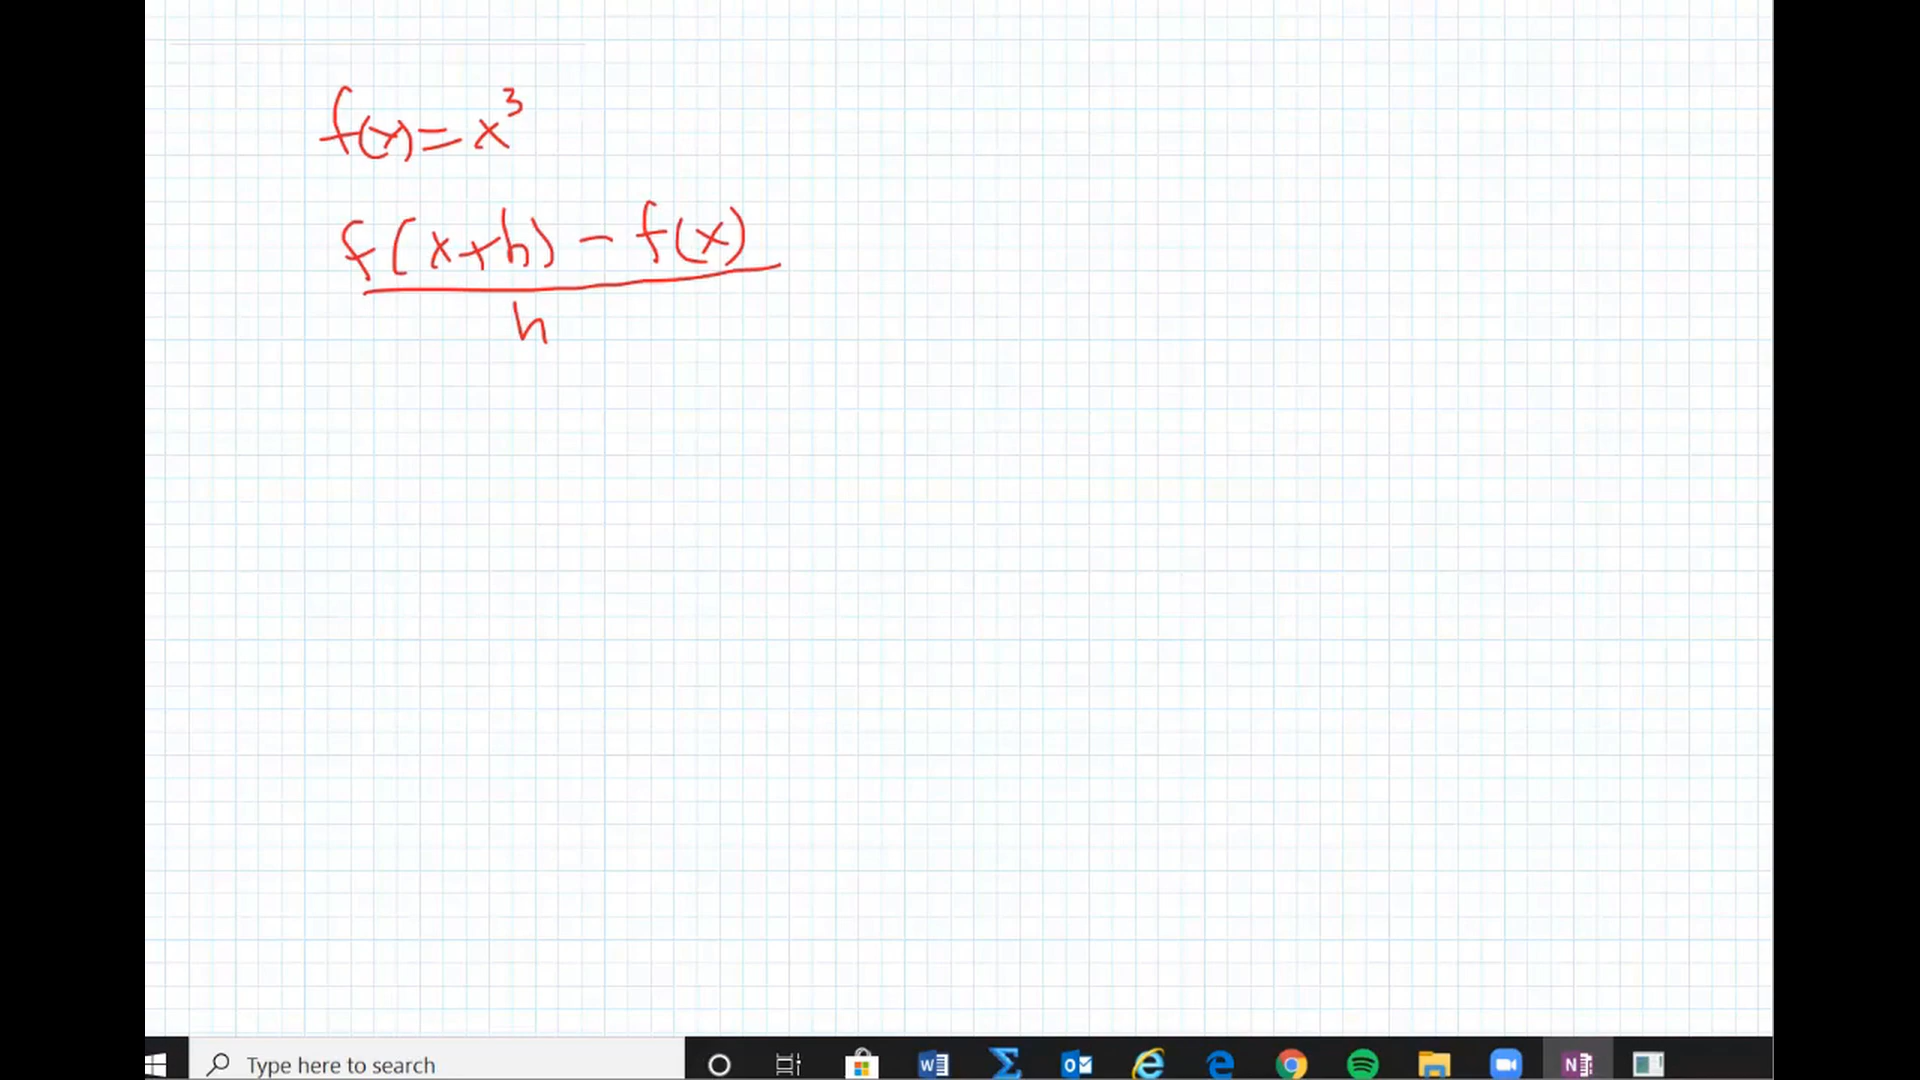 f(x)=x³
f(x+h) - f(x)
h
Type here to search